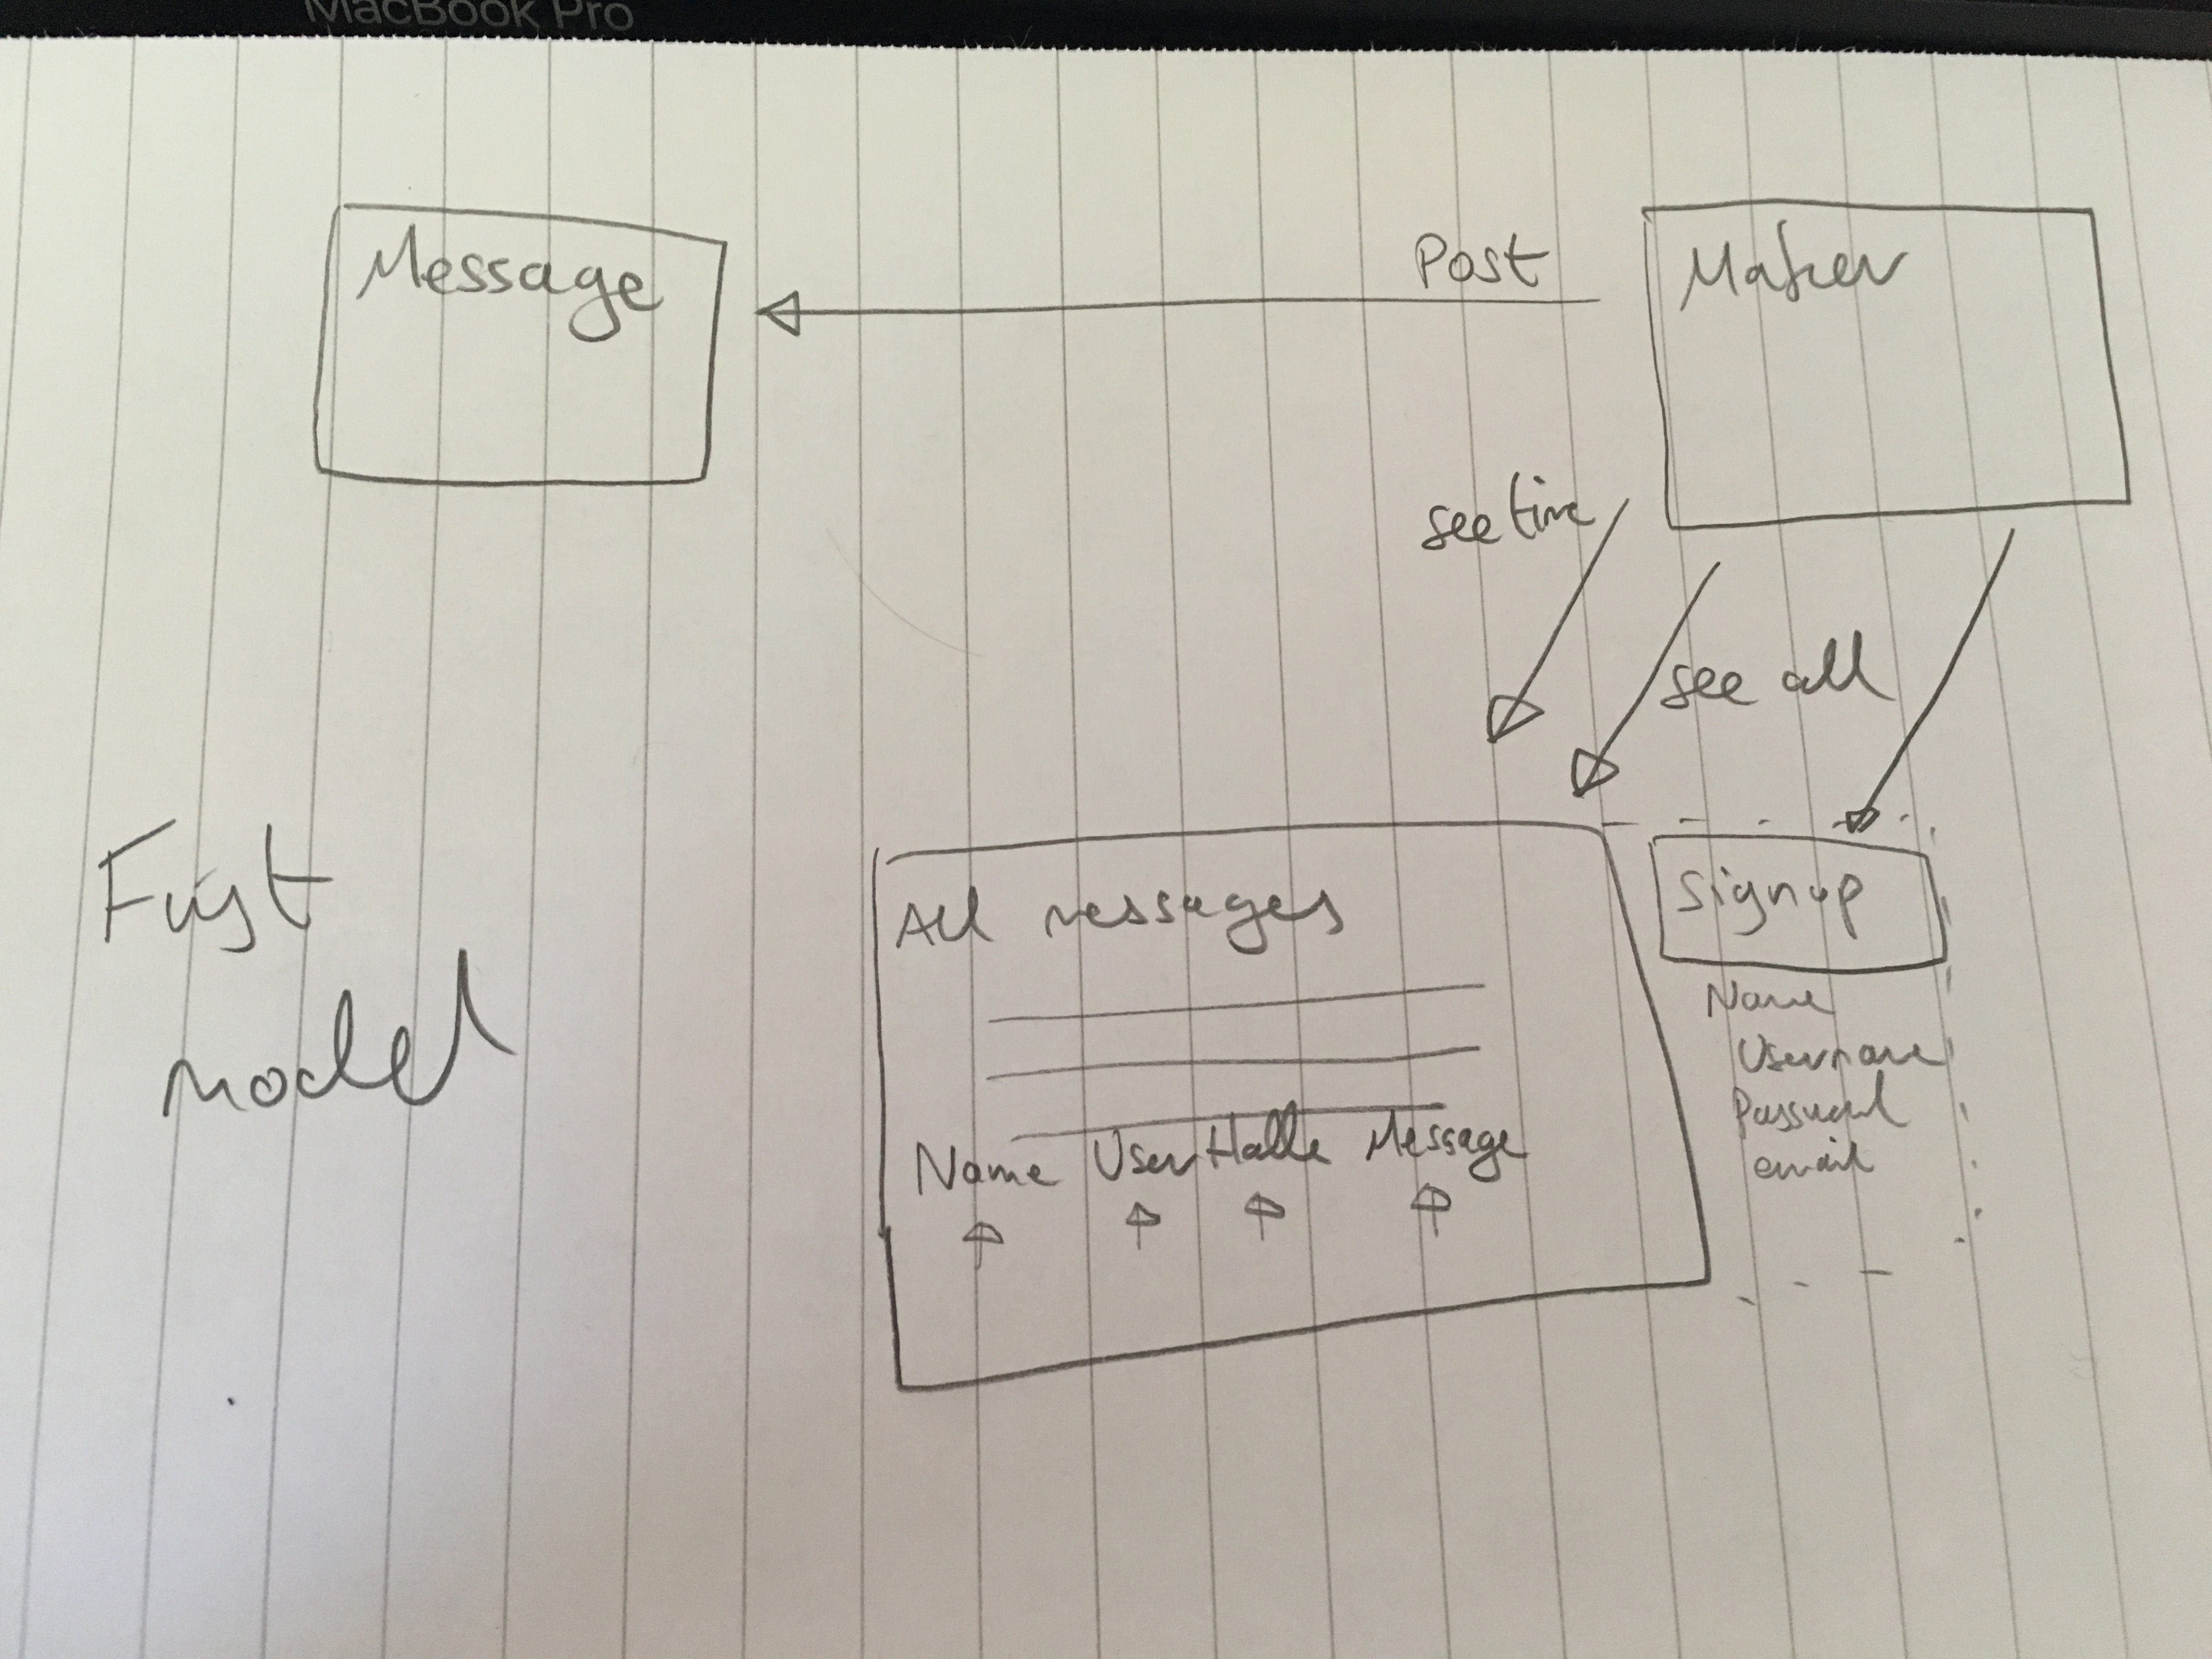 MacBook Pro
Message
Post
Maker
see time
see all
First
model
All messages
Name UserHadle Message
Sign up
Name
Username
Password
email